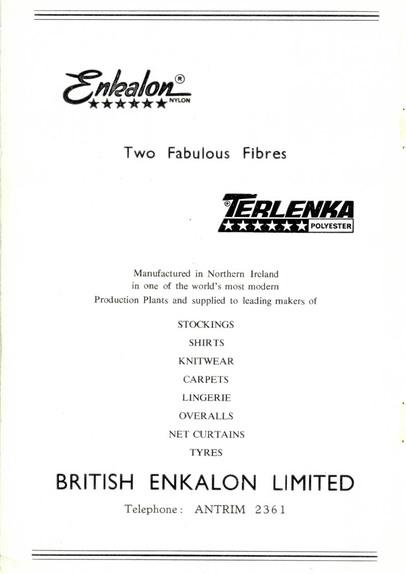 Enkalon®
NYLON
Two Fabulous Fibres
®TERLENKA
POLYESTER
Manufactured in Northern Ireland
in one of the world's most modern
Production Plants and supplied to leading makers of
STOCKINGS
SHIRTS
KNITWEAR
CARPETS
LINGERIE
OVERALLS
NET CURTAINS
TYRES
BRITISH ENKALON LIMITED
Telephone: ANTRIM 2361